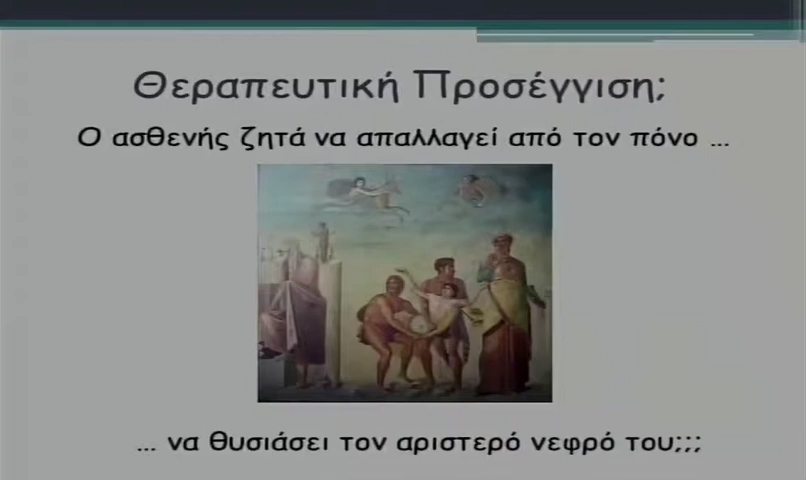 Θεραπευτική Προσέγγιση;
Ο ασθενής ζητά να απαλλαγεί από τον πόνο ...
... να θυσιάσει τον αριστερό νεφρό του;;;